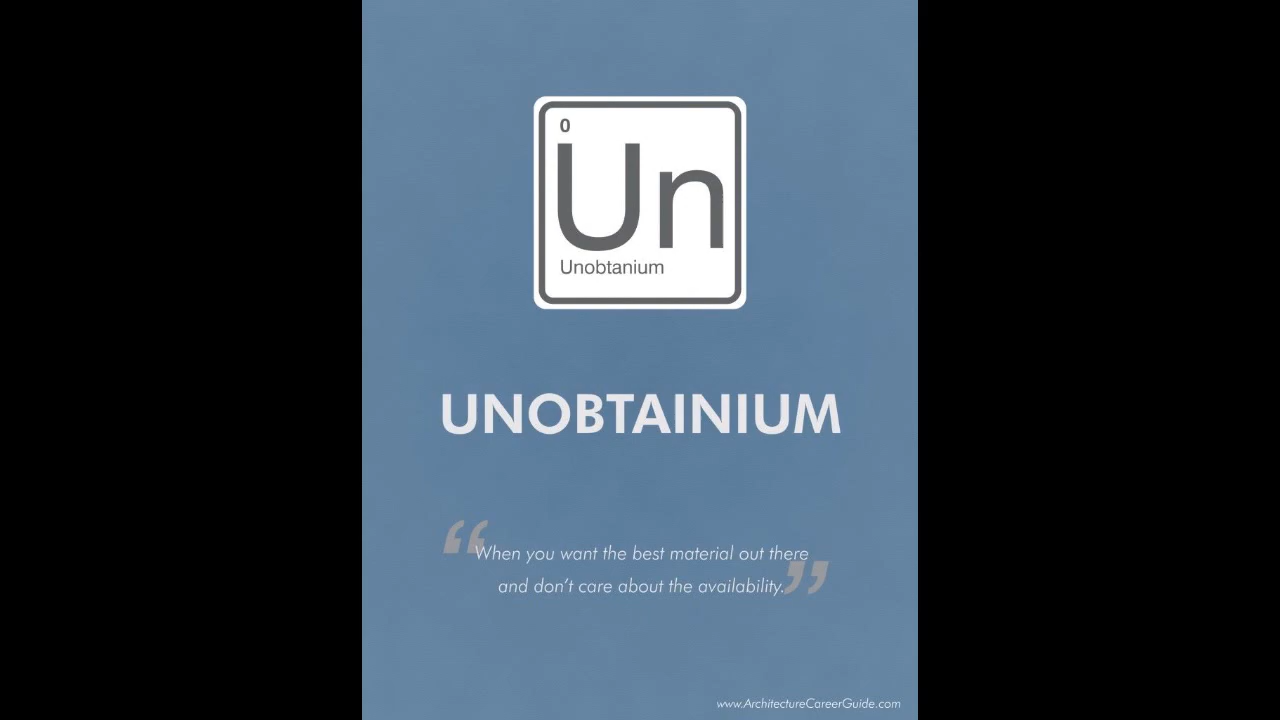 0
Un
Unobtanium
UNOBTAINIUM
“When you want the best material out there
and don’t care about the availability.”
www.ArchitectureCareerGuide.com